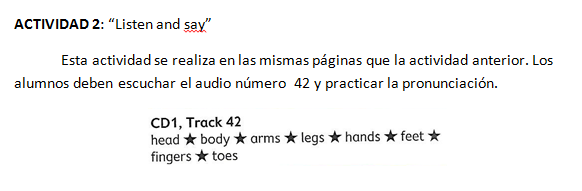 ACTIVIDAD 2: “Listen and say”
Esta actividad se realiza en las mismas páginas que la actividad anterior. Los
alumnos deben escuchar el audio número 42 y practicar la pronunciación.
CD1, Track 42
head ★ body ★ arms ★ legs ★ hands ★ feet ★
fingers ★ toes